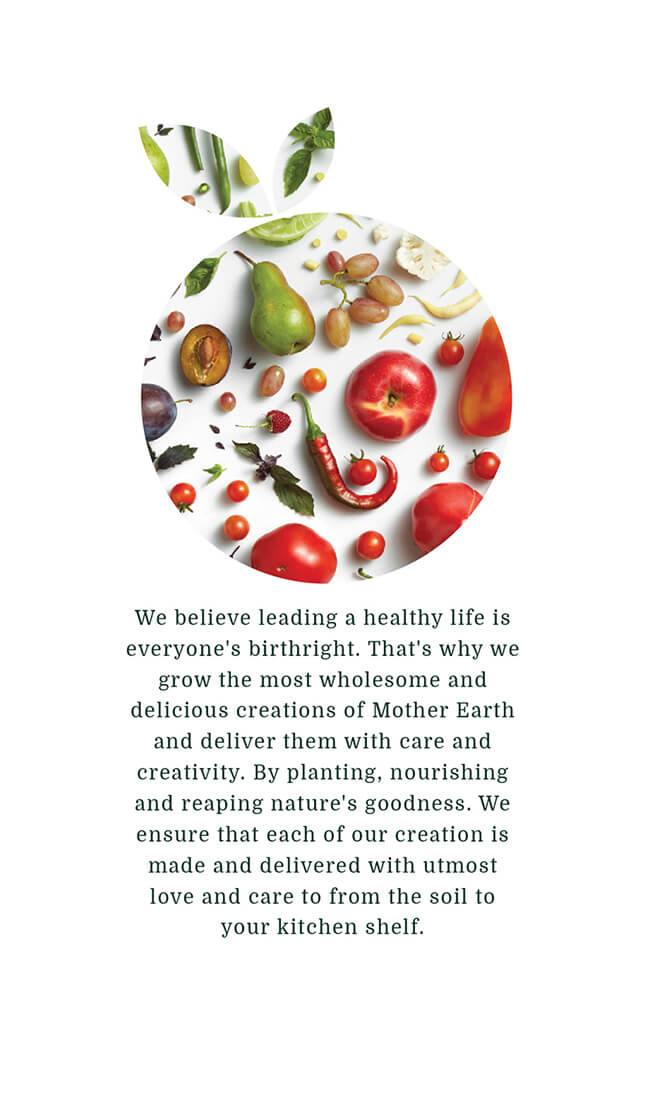 We believe leading a healthy life is
everyone's birthright. That's why we
grow the most wholesome and
delicious creations of Mother Earth
and deliver them with care and
creativity. By planting, nourishing
and reaping nature's goodness. We
ensure that each of our creation is
made and delivered with utmost
love and care to from the soil to
your kitchen shelf.